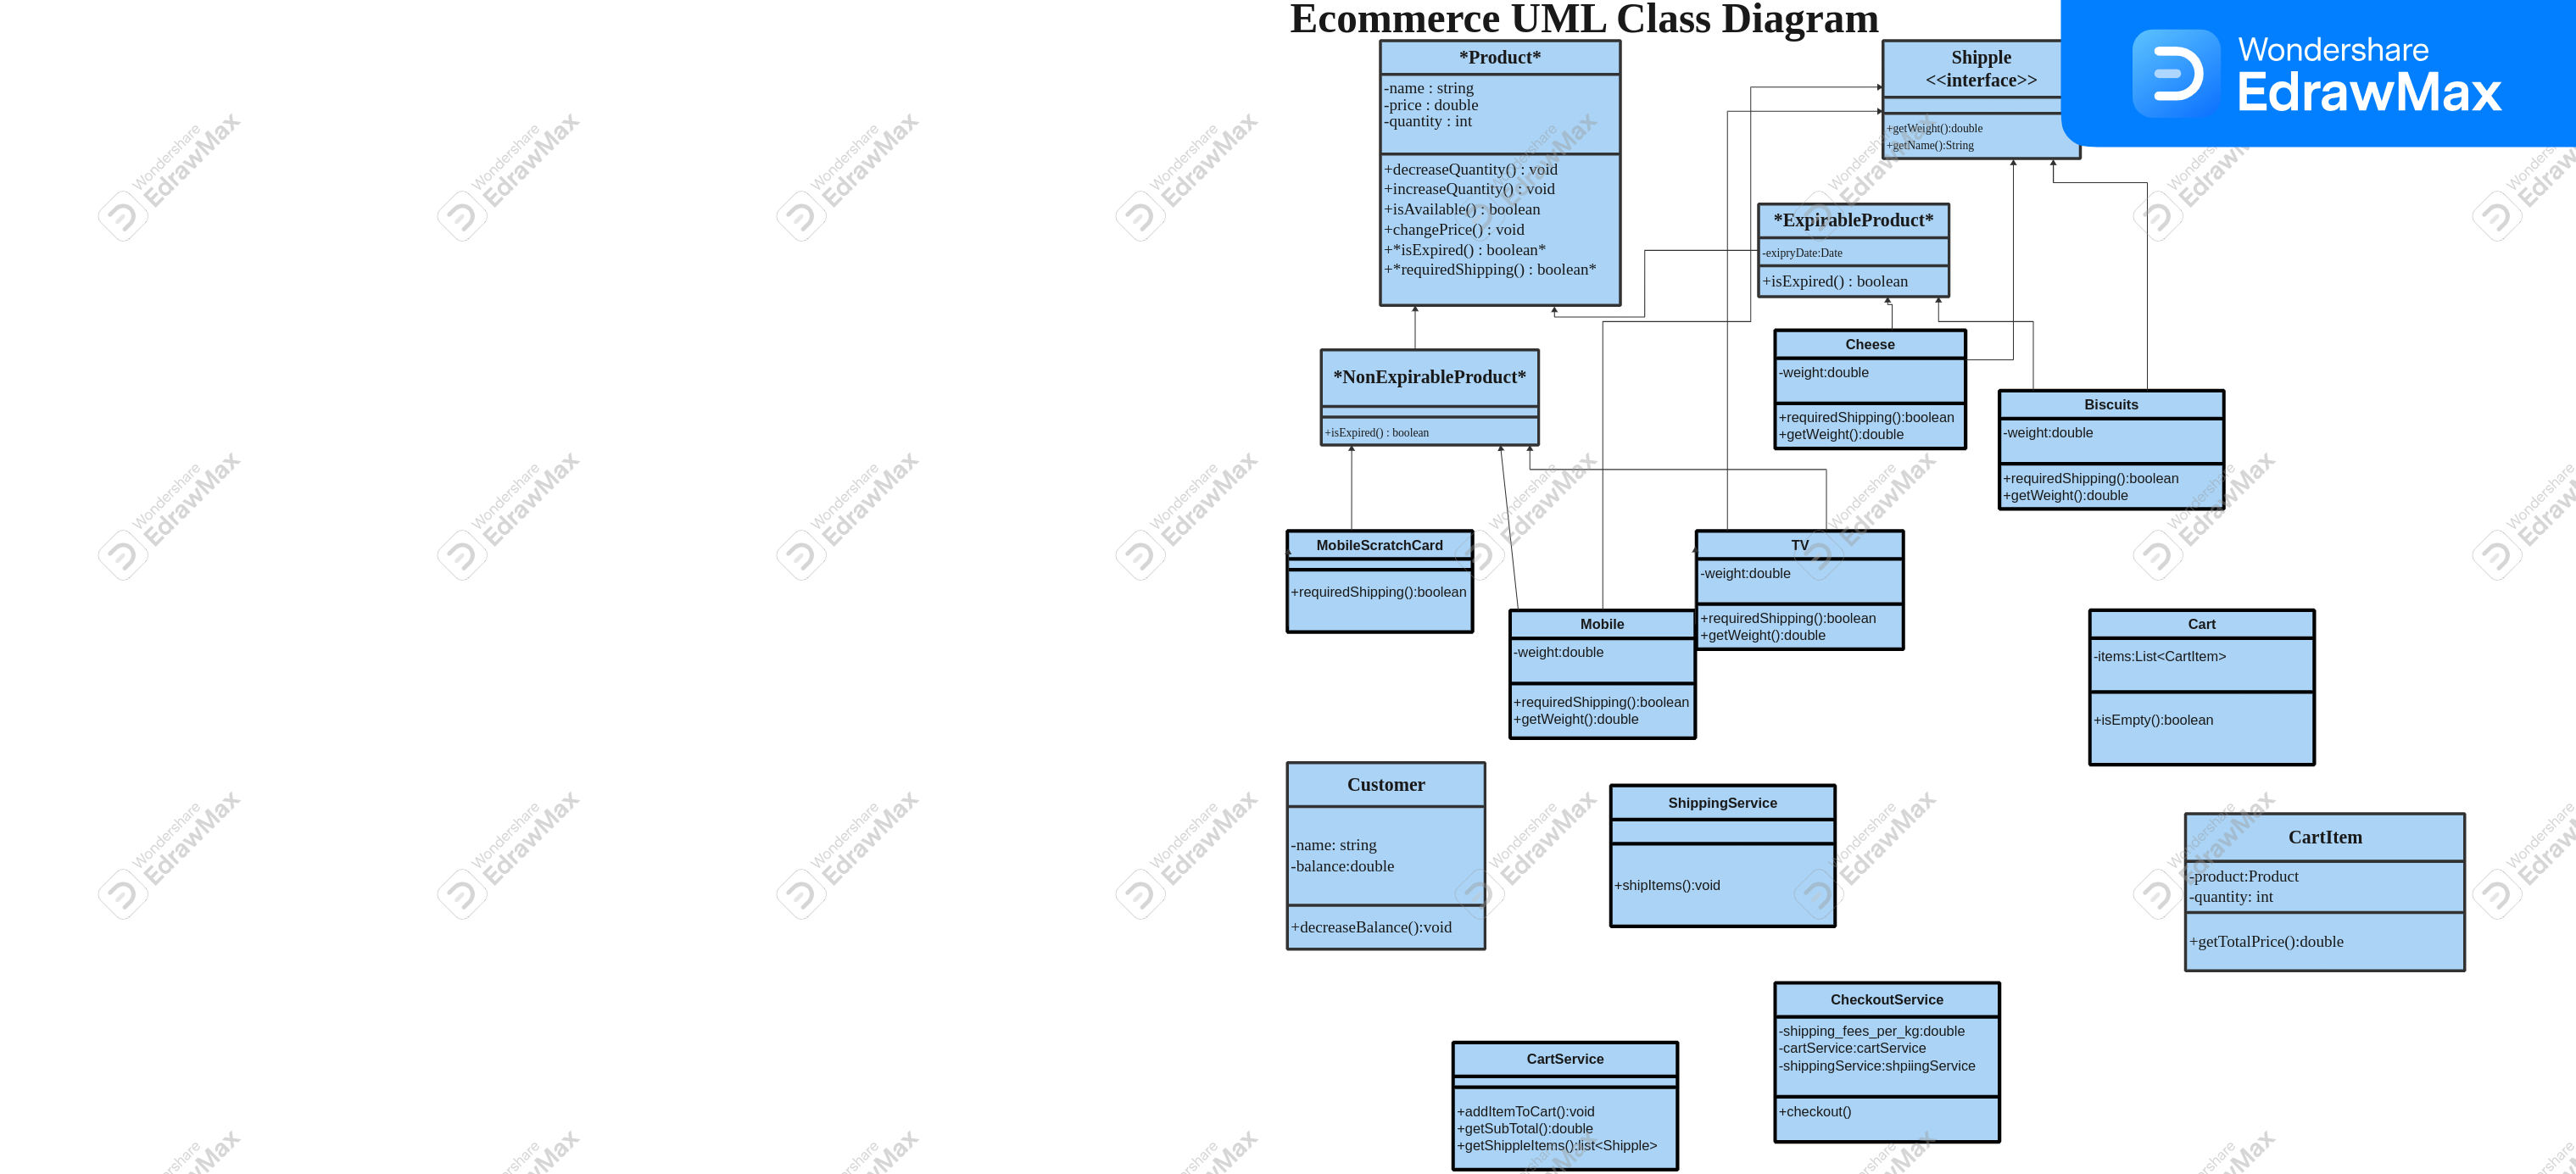 Ecommerce UML Class Diagram
Wondershare
EdrawMax
*Product*
-name : string
-price : double
-quantity : int
+decreaseQuantity() : void
+increaseQuantity() : void
+isAvailable() : boolean
+changePrice() : void
+*isExpired() : boolean*
+*requiredShipping() : boolean*
Shipple
<<interface>>
+getWeight():double
+getName():String
*ExpirableProduct*
-exipryDate:Date
+isExpired() : boolean
*NonExpirableProduct*
+isExpired() : boolean
Cheese
-weight:double
+requiredShipping():boolean
+getWeight():double
Biscuits
-weight:double
+requiredShipping():boolean
+getWeight():double
MobileScratchCard
+requiredShipping():boolean
TV
-weight:double
+requiredShipping():boolean
+getWeight():double
Mobile
-weight:double
+requiredShipping():boolean
+getWeight():double
Cart
-items:List<CartItem>
+isEmpty():boolean
Customer
-name: string
-balance:double
+decreaseBalance():void
ShippingService
+shipItems():void
CartItem
-product:Product
-quantity: int
+getTotalPrice():double
CheckoutService
-shipping_fees_per_kg:double
-cartService:cartService
-shippingService:shpiingService
+checkout()
CartService
+addItemToCart():void
+getSubTotal():double
+getShippleItems():list<Shipple>